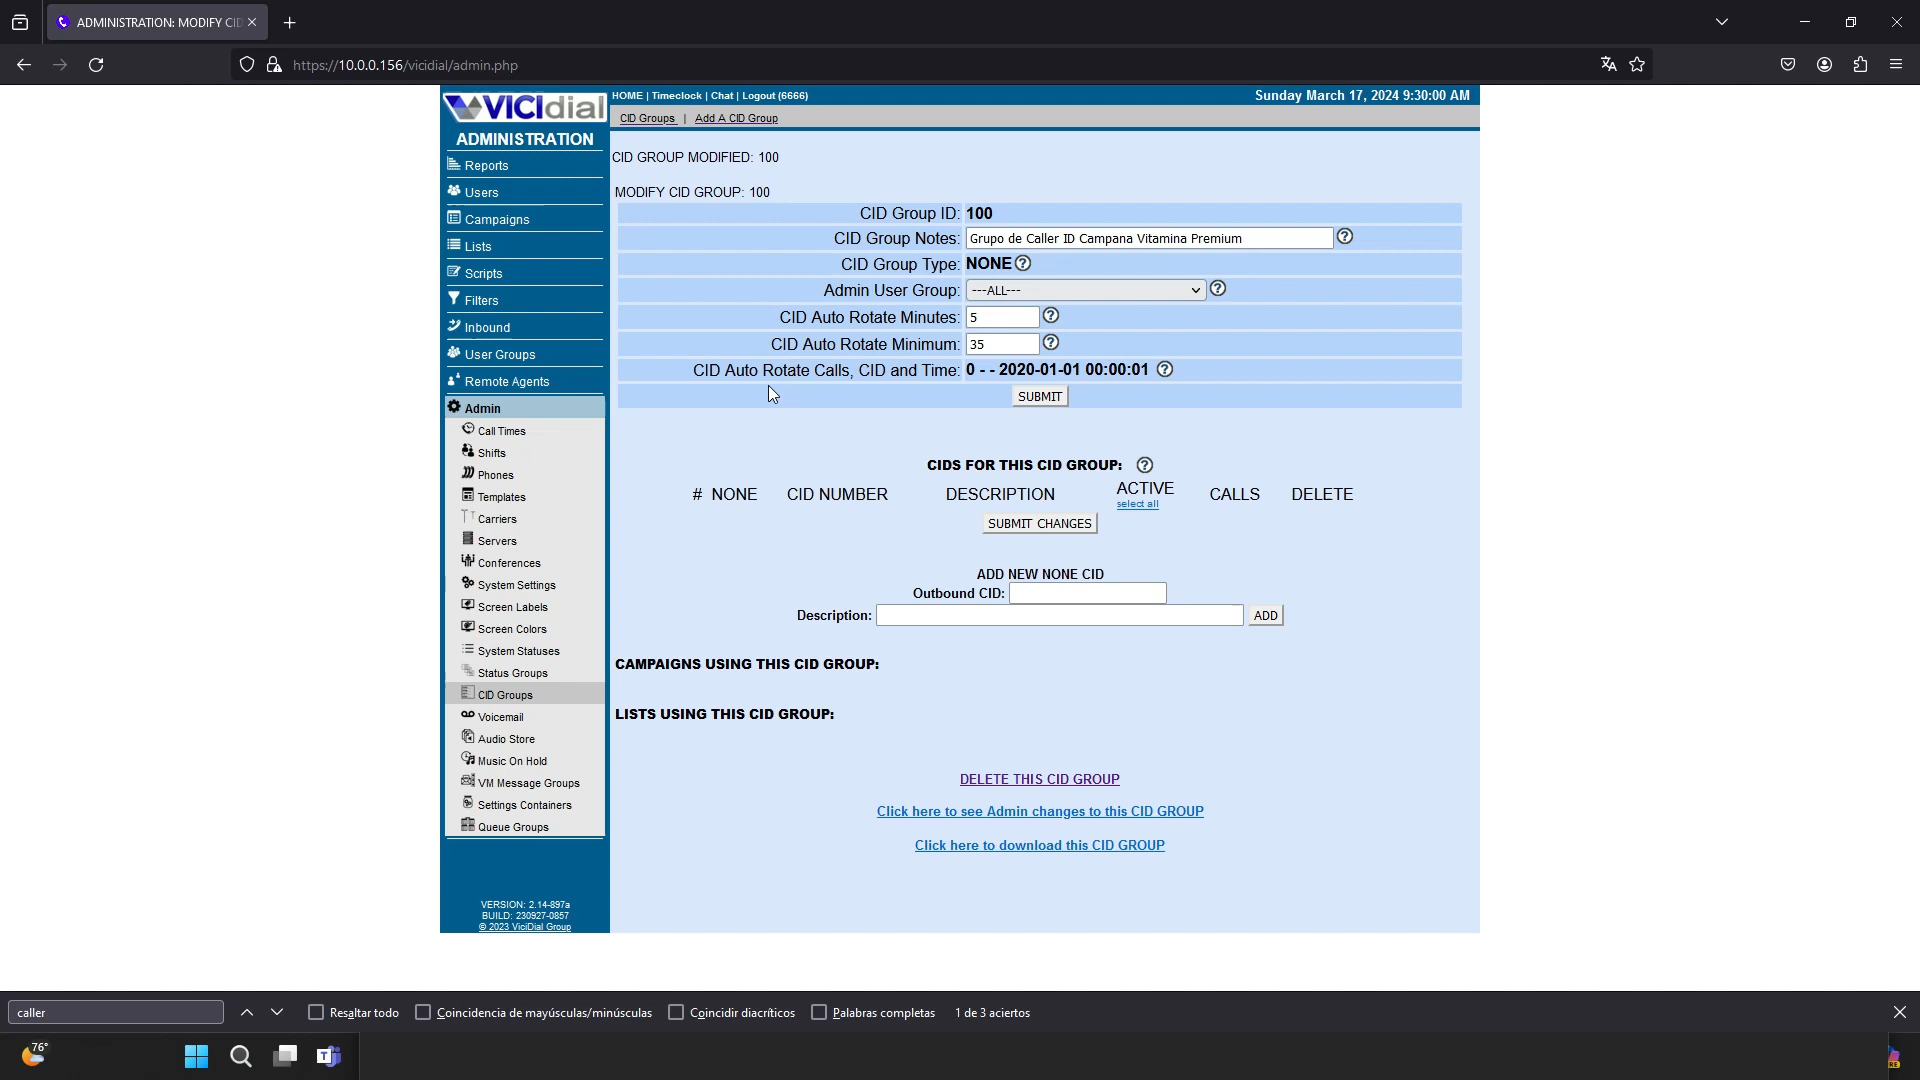 ADMINISTRATION: MODIFY CID
https://10.0.0.156/vicidial/admin.php
VICIdial
HOME | Timeclock | Chat | Logout (6666)
Sunday March 17, 2024 9:30:00 AM
CID Groups | Add A CID Group
ADMINISTRATION
Reports
Users
Campaigns
Lists
Scripts
Filters
Inbound
User Groups
Remote Agents
Admin
Call Times
Shifts
Phones
Templates
Carriers
Servers
Conferences
System Settings
Screen Labels
Screen Colors
System Statuses
Status Groups
CID Groups
Voicemail
Audio Store
Music On Hold
VM Message Groups
Settings Containers
Queue Groups
VERSION: 2.14-897a
BUILD: 230927-0857
© 2023 ViciDial Group
CID GROUP MODIFIED: 100
MODIFY CID GROUP: 100
CID Group ID: 100
CID Group Notes: Grupo de Caller ID Campana Vitamina Premium
CID Group Type: NONE
Admin User Group: ---ALL---
CID Auto Rotate Minutes: 5
CID Auto Rotate Minimum: 35
CID Auto Rotate Calls, CID and Time: 0 - - 2020-01-01 00:00:01
SUBMIT
CIDS FOR THIS CID GROUP:
# NONE CID NUMBER DESCRIPTION ACTIVE CALLS DELETE
select all
SUBMIT CHANGES
ADD NEW NONE CID
Outbound CID:
Description: ADD
CAMPAIGNS USING THIS CID GROUP:
LISTS USING THIS CID GROUP:
DELETE THIS CID GROUP
Click here to see Admin changes to this CID GROUP
Click here to download this CID GROUP
caller Resaltar todo Coincidencia de mayúsculas/minúsculas Coincidir diacríticos Palabras completas 1 de 3 aciertos
76°